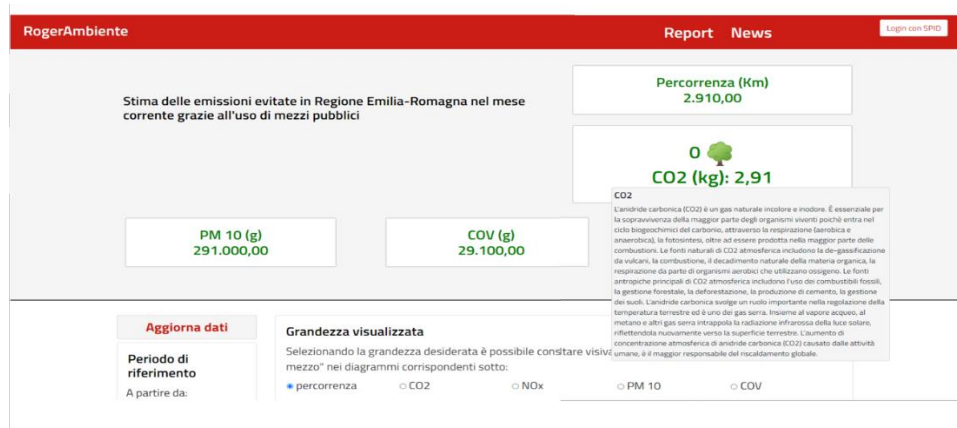 RogerAmbiente
Report News
Login con SPID
Stima delle emissioni evitate in Regione Emilia-Romagna nel mese
corrente grazie all'uso di mezzi pubblici
Percorrenza (Km)
2.910,00
0
CO2 (kg): 2,91
PM 10 (g)
291.000,00
COV (g)
29.100,00
CO2
L'anidride carbonica (CO2) è un gas naturale incolore e inodore. É essenziale per
la sopravvivenza della maggior parte degli organismi viventi poichè entra nel
ciclo biogeochimici del carbonio, attraverso la respirazione (aerobica e
anaerobica), la fotosintesi, oltre ad essere prodotta nella maggior parte delle
combustioni. Le fonti naturali di CO2 atmosferica includono la de-gassificazione
da vulcani, la combustione, il decadimento naturale della materia organica, la
respirazione da parte di organismi aerobici che utilizzano ossigeno. Le fonti
antropiche principali di CO2 atmosferica includono l'uso dei combustibili fossili,
la gestione forestale, la deforestazione, la produzione di cemento, la gestione
dei suoli. L'anidride carbonica svolge un ruolo importante nella regolazione della
temperatura terrestre ed è uno dei gas serra. Insieme al vapore acqueo, al
metano e altri gas serra intrappola la radiazione infrarossa della luce solare,
riflettendola nuovamente verso la superficie terrestre. L'aumento di
concentrazione atmosferica di anidride carbonica (CO2) causato dalle attività
umane, è il maggior responsabile del riscaldamento globale.
Aggiorna dati
Periodo di
riferimento
A partire da:
Grandezza visualizzata
Selezionando la grandezza desiderata è possibile consitare visiva
mezzo" nei diagrammi corrispondenti sotto:
percorrenza CO2 NOx PM 10 COV